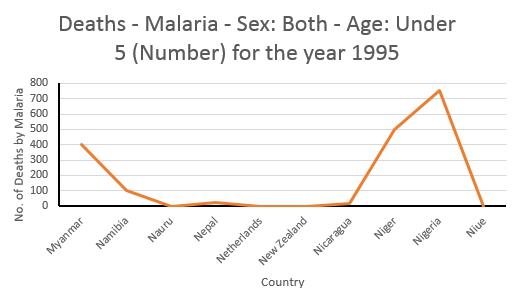 Deaths - Malaria - Sex: Both - Age: Under
5 (Number) for the year 1995
No. of Deaths by Malaria
800
700
600
500
400
300
200
100
0
Myanmar
Namibia
Nauru
Nepal
Netherlands
New Zealand
Nicaragua
Niger
Nigeria
Niue
Country